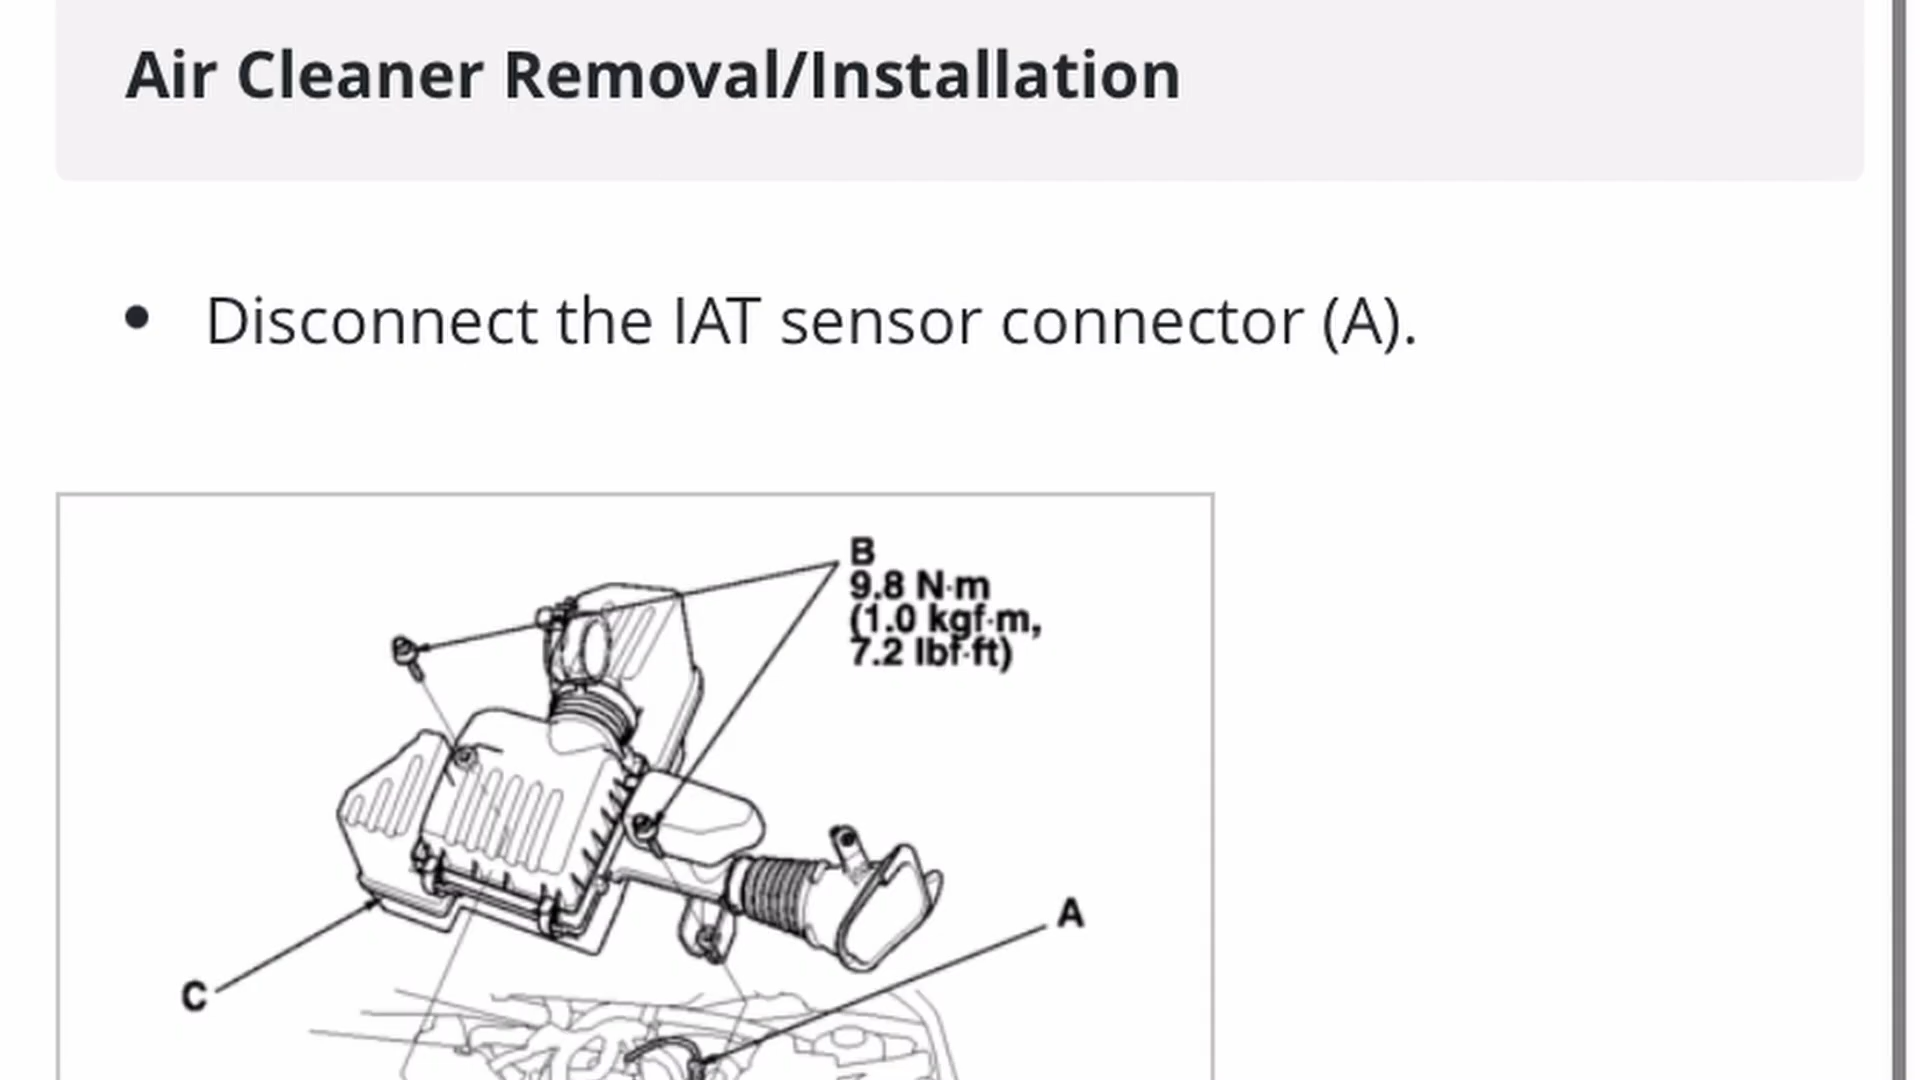 Air Cleaner Removal/Installation
• Disconnect the IAT sensor connector (A).
B
9.8 N·m
(1.0 kgf·m,
7.2 lbf·ft)
A
C